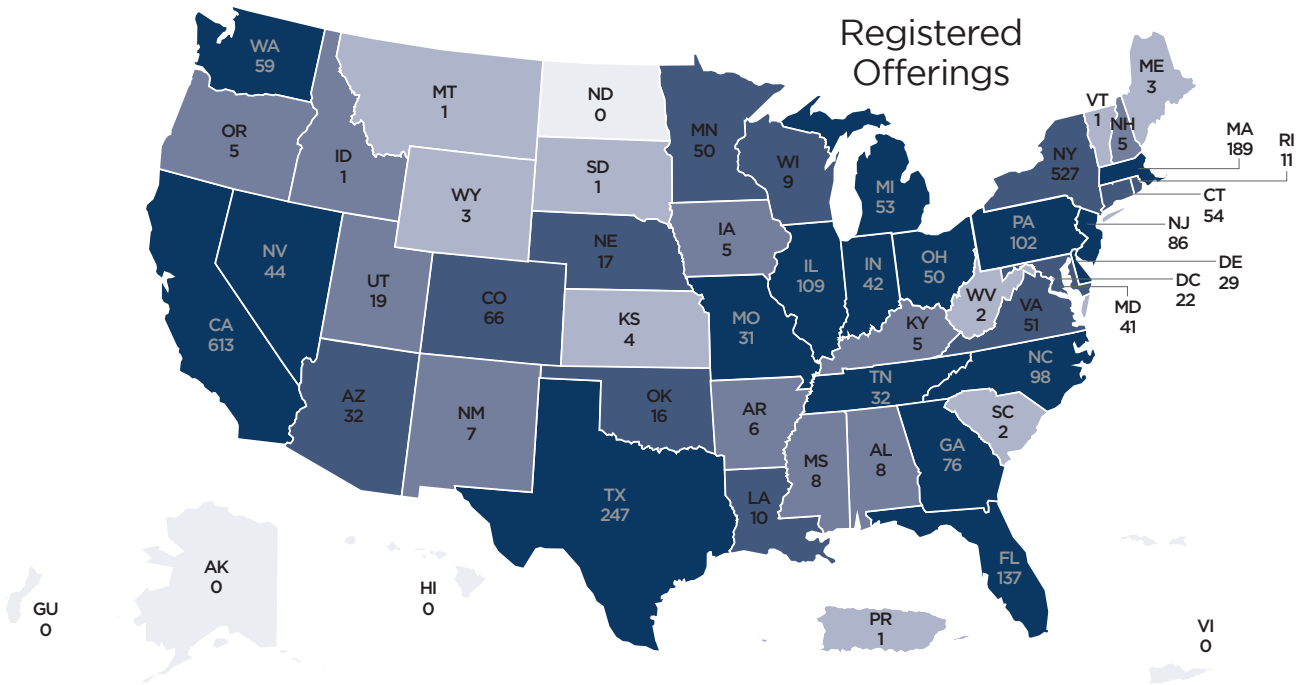 Registered
Offerings
WA
59
MT
1
ND
0
ME
3
VT
1
NH
5
MN
50
OR
5
ID
1
SD
1
WI
9
NY
527
MA
189
RI
11
WY
3
MI
53
CT
54
IA
5
PA
102
NJ
86
NE
17
NV
44
UT
19
CO
66
IL
109
IN
42
OH
50
DE
29
DC
22
WV
2
VA
51
MD
41
CA
613
KS
4
MO
31
KY
5
NC
98
TN
32
AZ
32
NM
7
OK
16
AR
6
SC
2
MS
8
AL
8
GA
76
LA
10
TX
247
FL
137
AK
0
HI
0
GU
0
PR
1
VI
0